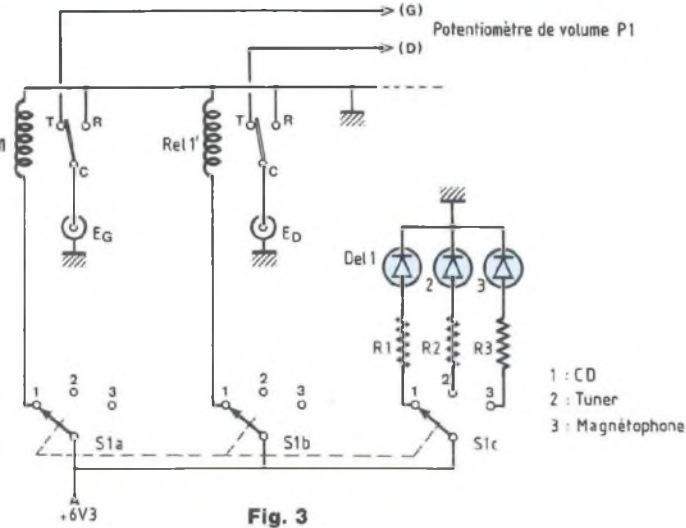 (G)
Potentiomètre de volume P1
(D)
T
R
C
EG
Rel 1'
T
R
C
ED
Del 1
2
3
R1
R2
R3
1 : CD
2 : Tuner
3 : Magnétophone
1
2
3
S1a
1
2
3
S1b
1
2
3
S1c
+6V3
Fig. 3